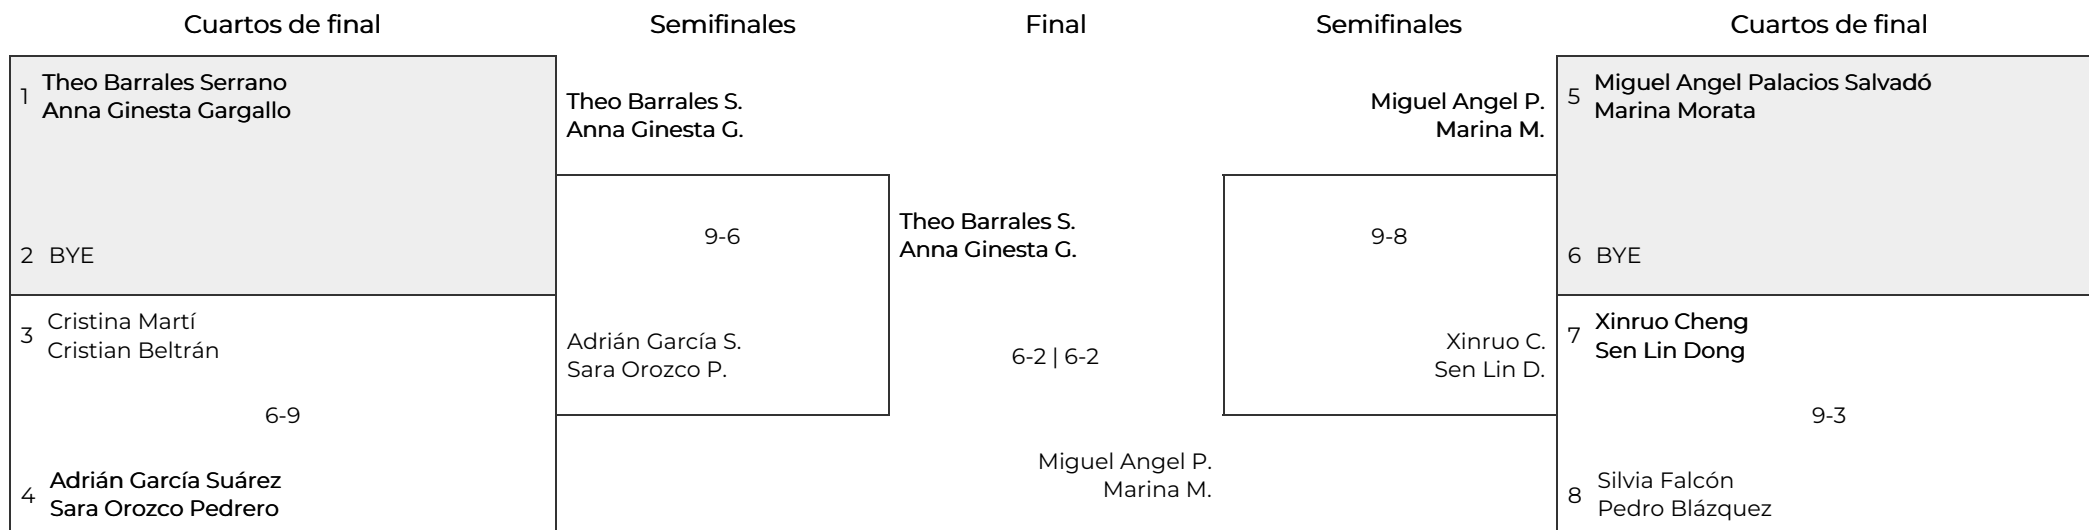 Cuartos de final
Semifinales
Final
Semifinales
Cuartos de final
1
Theo Barrales Serrano
Anna Ginesta Gargallo
2 BYE
3
Cristina Martí
Cristian Beltrán
6-9
4
Adrián García Suárez
Sara Orozco Pedrero
Theo Barrales S.
Anna Ginesta G.
9-6
Adrián García S.
Sara Orozco P.
Theo Barrales S.
Anna Ginesta G.
6-2 | 6-2
Miguel Angel P.
Marina M.
Miguel Angel P.
Marina M.
9-8
Xinruo C.
Sen Lin D.
5
Miguel Angel Palacios Salvadó
Marina Morata
6 BYE
7
Xinruo Cheng
Sen Lin Dong
9-3
8
Silvia Falcón
Pedro Blázquez